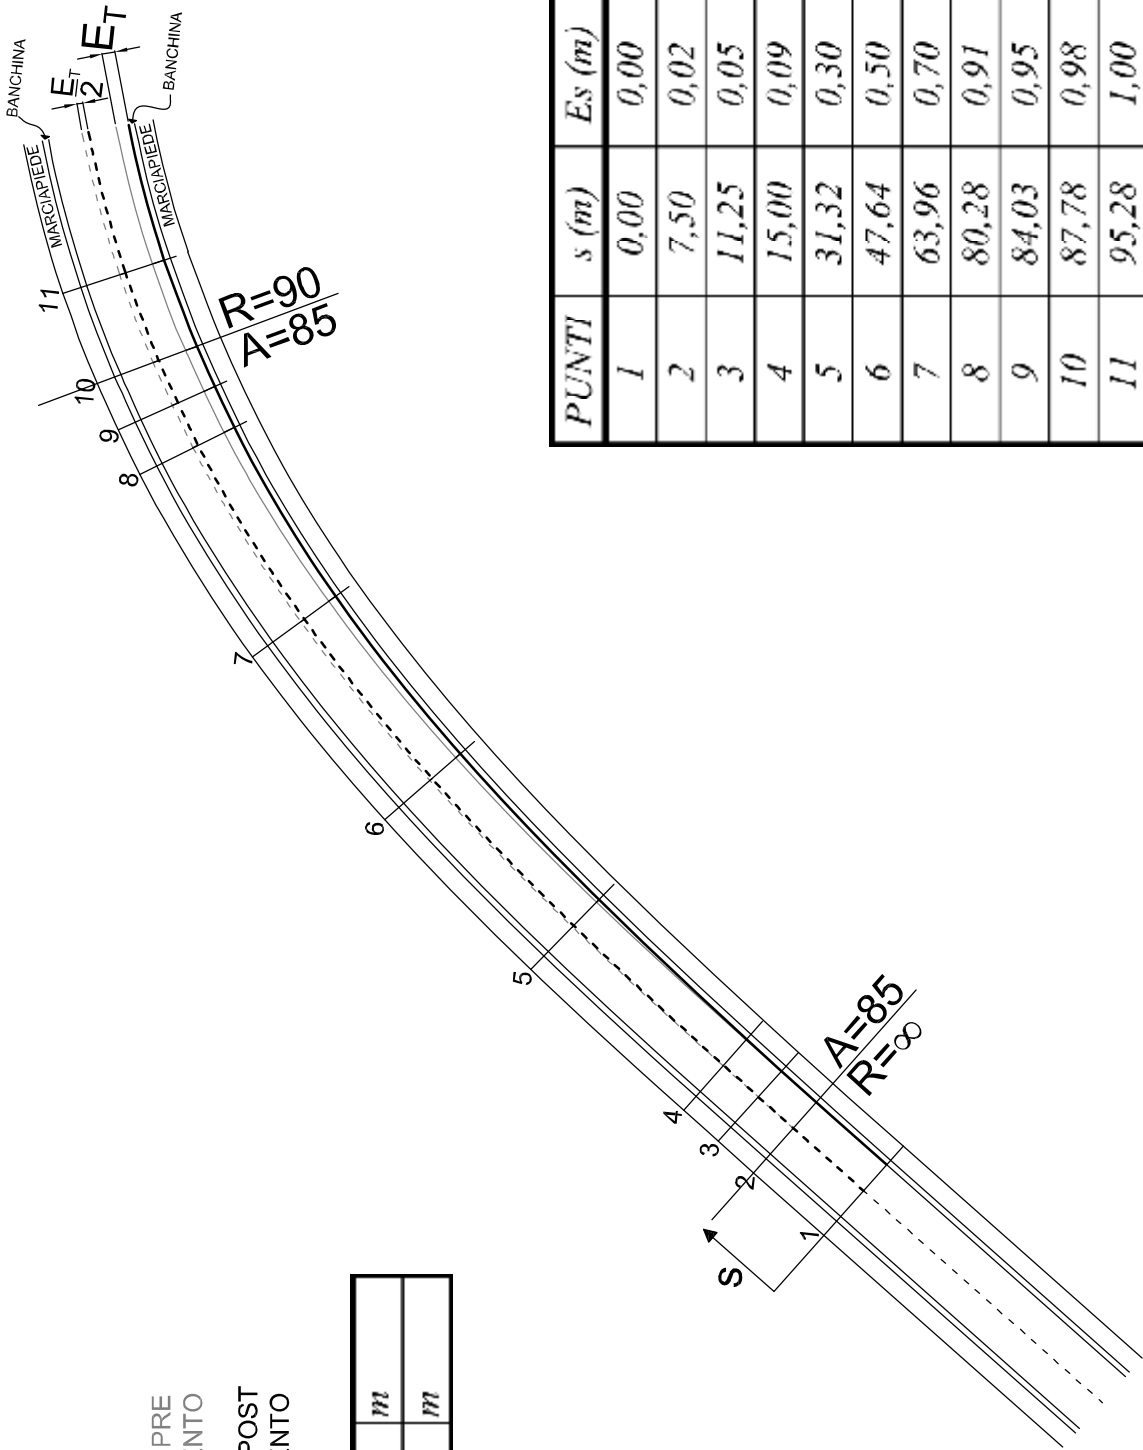 BANCHINA
MARCIAPIEDE
E_T
2
E_T
BANCHINA
MARCIAPIEDE
11
10
9
8
7
6
5
4
3
2
1
s
R=90
A=85
A=85
R=∞
PRE
NTO
POST
NTO
m
m
PUNTI s (m) Es (m)
1 0,00 0,00
2 7,50 0,02
3 11,25 0,05
4 15,00 0,09
5 31,32 0,30
6 47,64 0,50
7 63,96 0,70
8 80,28 0,91
9 84,03 0,95
10 87,78 0,98
11 95,28 1,00